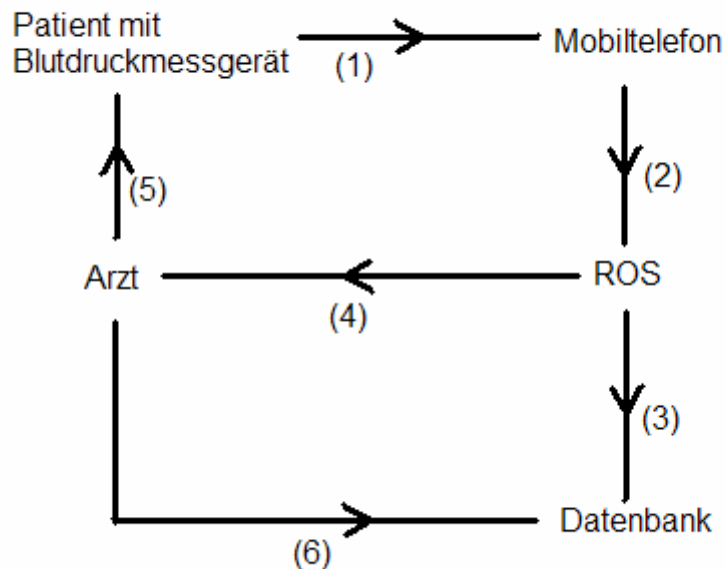 Patient mit
Blutdruckmessgerät
(1)
Mobiltelefon
(2)
(5)
Arzt
ROS
(4)
(3)
Datenbank
(6)